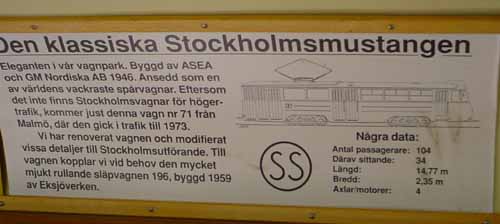 Den klassiska Stockholmsmustangen
Eleganten i vår vagnpark. Byggd av ASEA
och GM Nordiska AB 1946. Ansedd som en
av världens vackraste spårvagnar. Eftersom
det inte finns Stockholmsvagnar för höger-
trafik, kommer just denna vagn nr 71 från
Malmö, där den gick i trafik till 1973.
Vi har renoverat vagnen och modifierat
vissa detaljer till Stockholmsutförande. Till
vagnen kopplar vi vid behov den mycket
mjukt rullande släpvagnen 196, byggd 1959
av Eksjöverken.
SS
Några data:
Antal passagerare: 104
Därav sittande: 34
Längd: 14,77 m
Bredd: 2,35 m
Axlar/motorer: 4